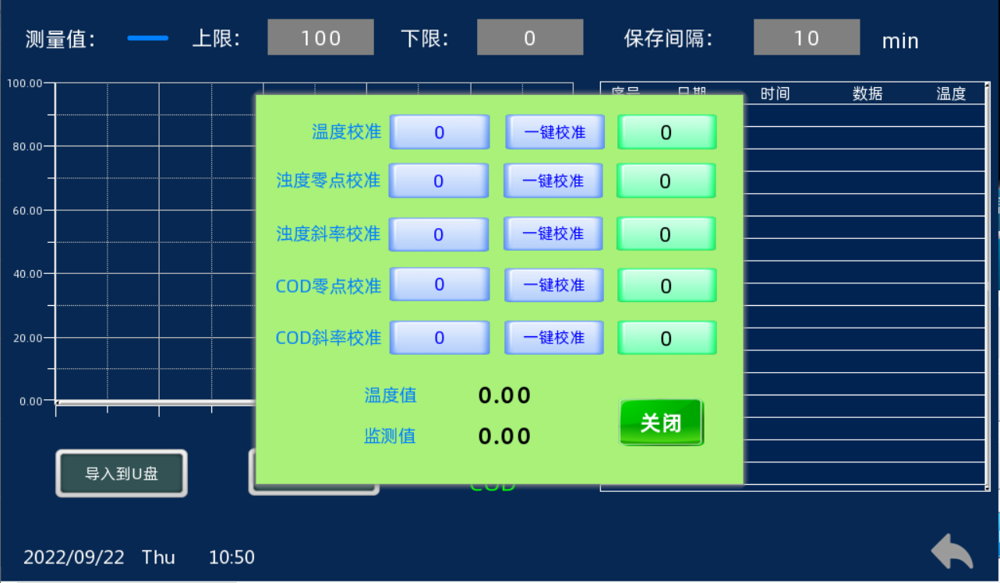 测量值： 上限： 100 下限： 0 保存间隔： 10 min
100.00
80.00
60.00
40.00
20.00
0.00
序号 日期 时间 数据 温度
温度校准 0 一键校准 0
浊度零点校准 0 一键校准 0
浊度斜率校准 0 一键校准 0
COD零点校准 0 一键校准 0
COD斜率校准 0 一键校准 0
温度值 0.00
监测值 0.00
关闭
导入到U盘
COD
2022/09/22 Thu 10:50